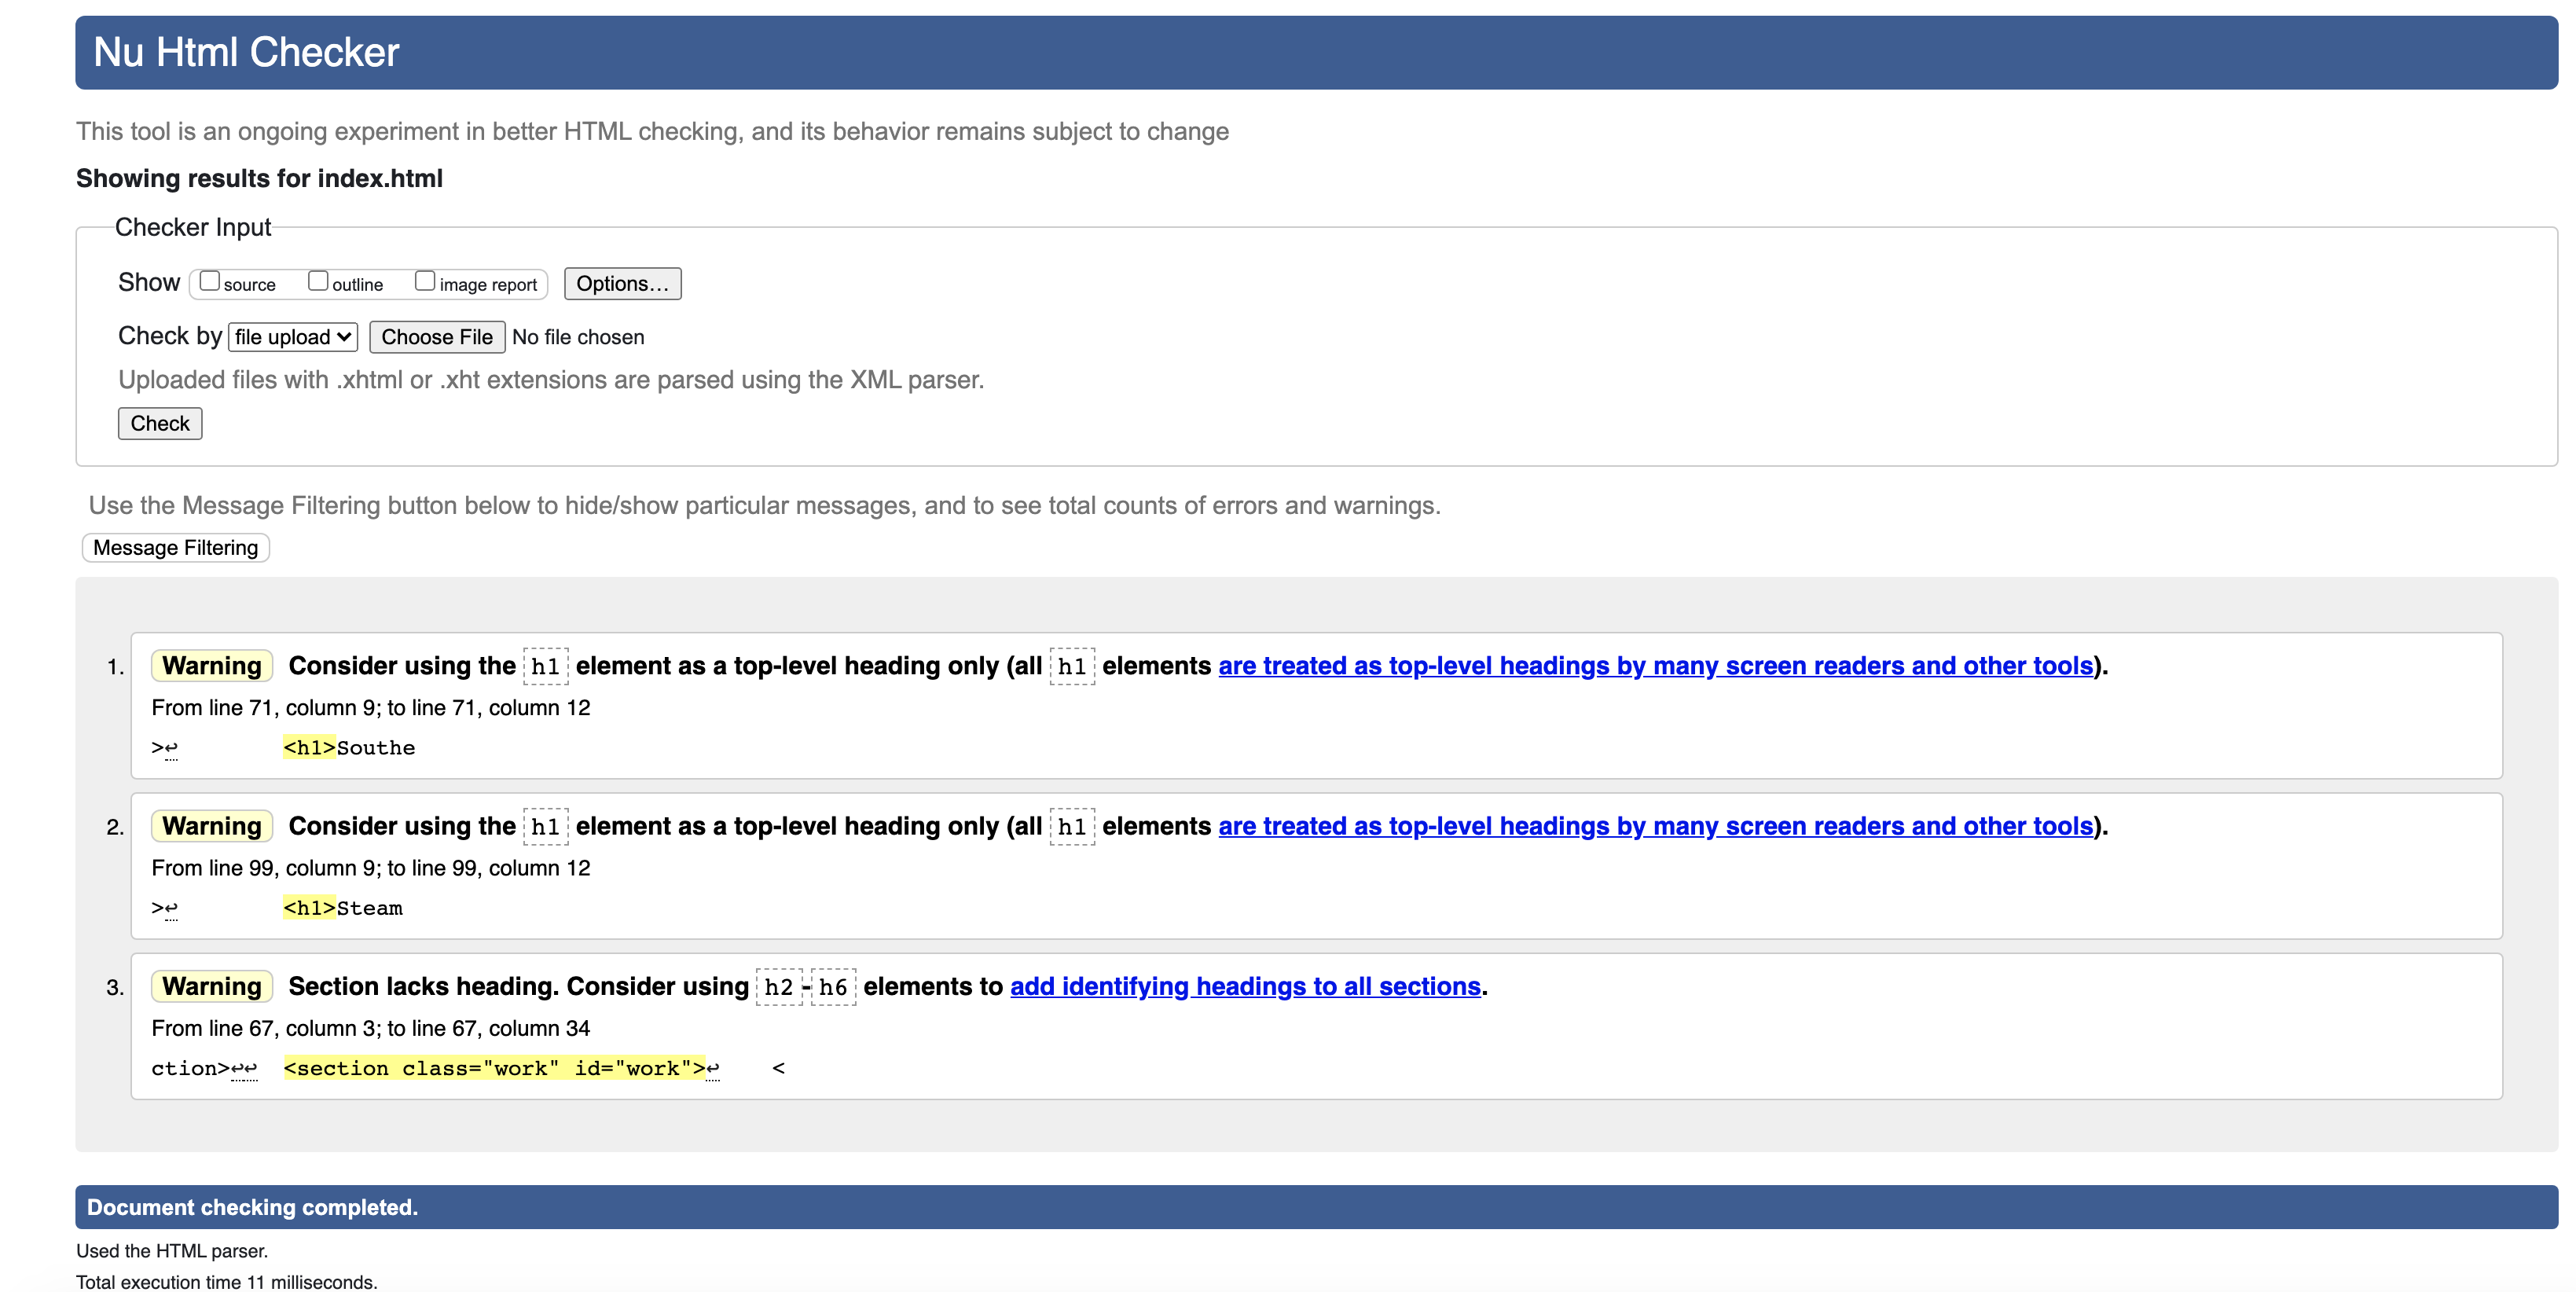 Nu Html Checker
This tool is an ongoing experiment in better HTML checking, and its behavior remains subject to change
Showing results for index.html
Checker Input
Show source outline image report Options...
Check by file upload Choose File No file chosen
Uploaded files with .xhtml or .xht extensions are parsed using the XML parser.
Check
Use the Message Filtering button below to hide/show particular messages, and to see total counts of errors and warnings.
Message Filtering
1. Warning Consider using the h1 element as a top-level heading only (all h1 elements are treated as top-level headings by many screen readers and other tools).
From line 71, column 9; to line 71, column 12
>↩ <h1>Southe
2. Warning Consider using the h1 element as a top-level heading only (all h1 elements are treated as top-level headings by many screen readers and other tools).
From line 99, column 9; to line 99, column 12
>↩ <h1>Steam
3. Warning Section lacks heading. Consider using h2-h6 elements to add identifying headings to all sections.
From line 67, column 3; to line 67, column 34
ction>↩↩ <section class="work" id="work">↩ <
Document checking completed.
Used the HTML parser.
Total execution time 11 milliseconds.